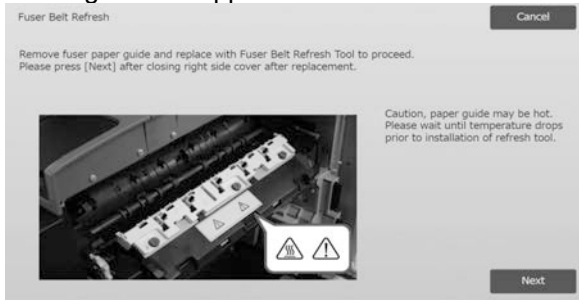 Fuser Belt Refresh
Cancel
Remove fuser paper guide and replace with Fuser Belt Refresh Tool to proceed.
Please press [Next] after closing right side cover after replacement.
Caution, paper guide may be hot.
Please wait until temperature drops
prior to installation of refresh tool.
Next